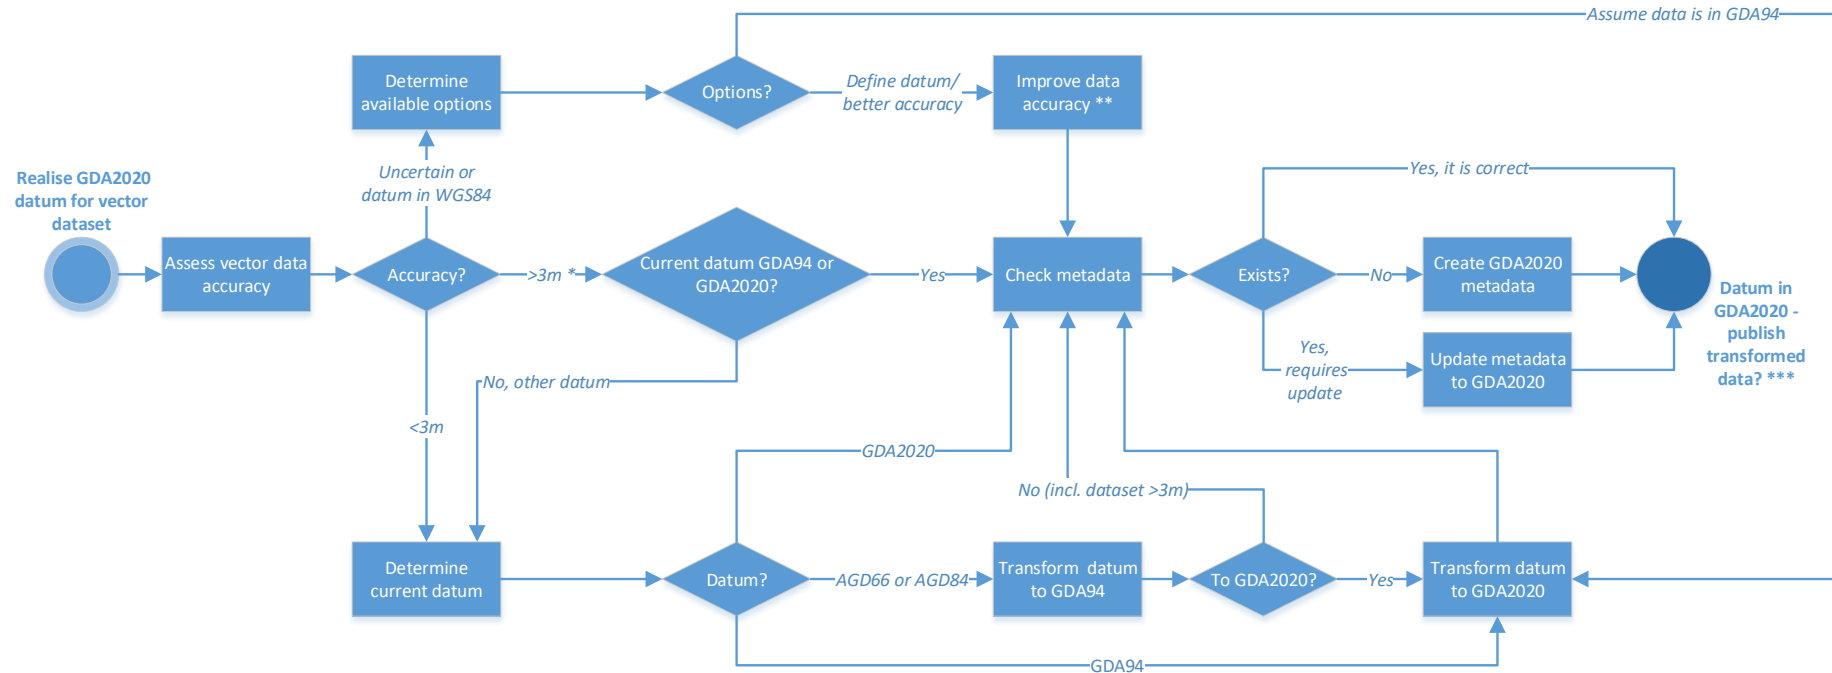 Assume data is in GDA94
Determine
available options
Options?
Define datum/
better accuracy
Improve data
accuracy **
Uncertain or
datum in WGS84
Yes, it is correct
Realise GDA2020
datum for vector
dataset
Assess vector data
accuracy
Accuracy?
>3m *
Current datum GDA94 or
GDA2020?
Yes
Check metadata
Exists?
No
Create GDA2020
metadata
Datum in
GDA2020 -
publish
transformed
data? ***
Yes,
requires
update
Update metadata
to GDA2020
No, other datum
<3m
GDA2020
No (incl. dataset >3m)
Determine
current datum
Datum?
AGD66 or AGD84
Transform  datum
to GDA94
To GDA2020?
Yes
Transform datum
to GDA2020
GDA94